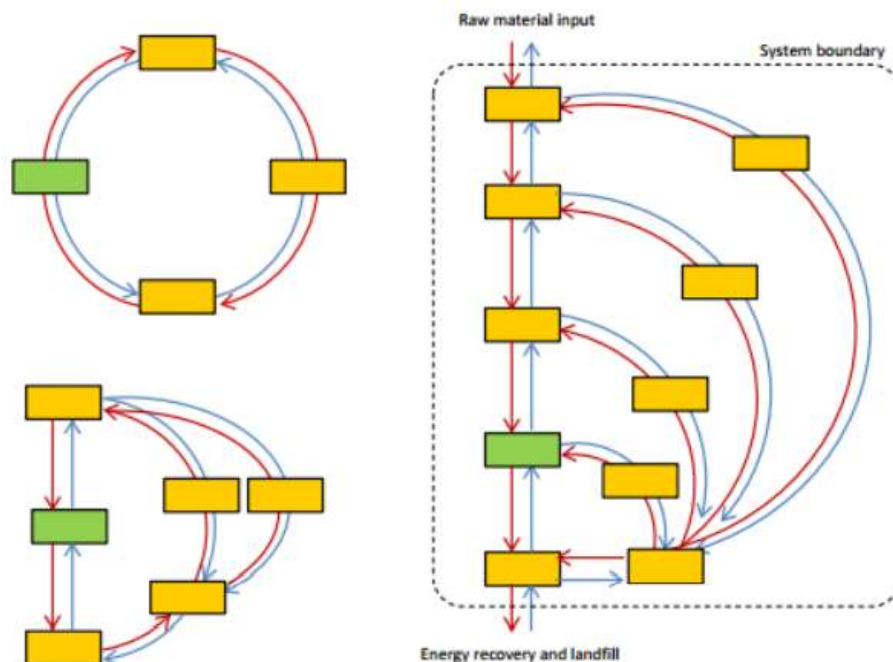 Raw material input
System boundary
Energy recovery and landfill